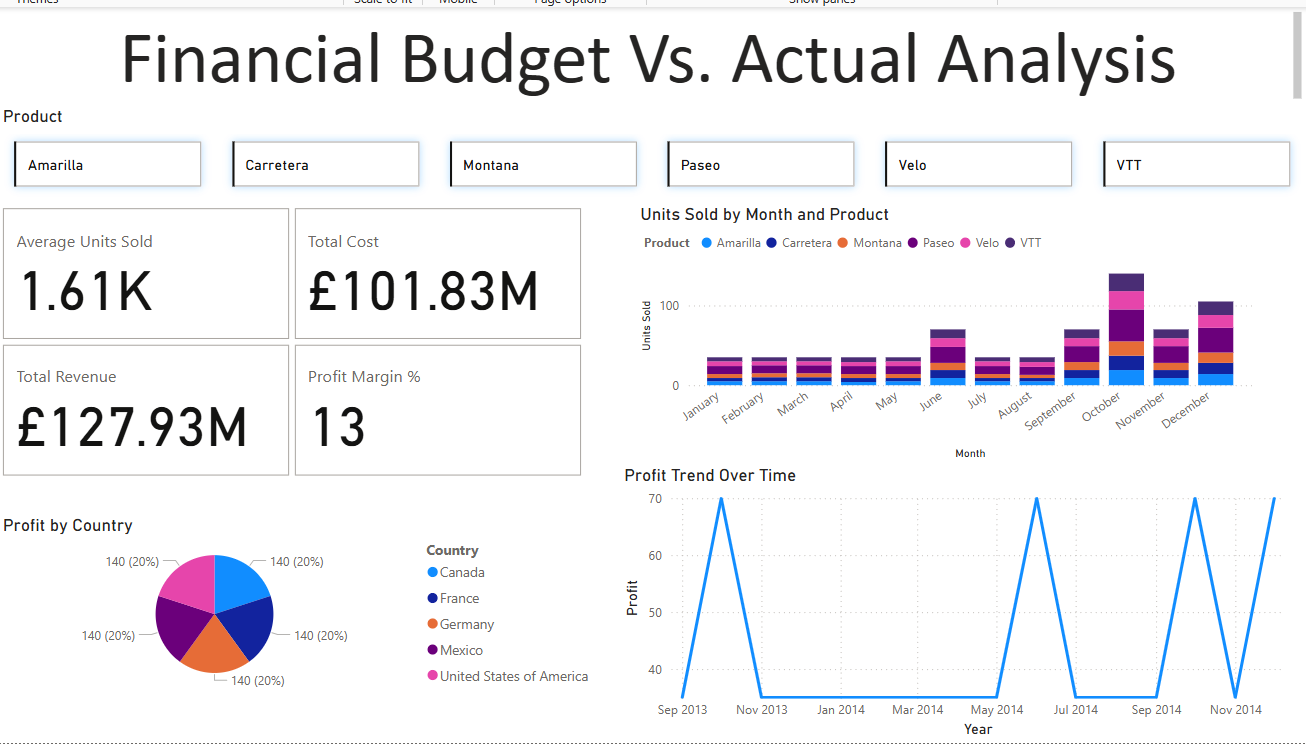 Themes Scale to fit Mobile Page options Show panes
Financial Budget Vs. Actual Analysis
Product
Amarilla Carretera Montana Paseo Velo VTT
Average Units Sold
1.61K
Total Cost
£101.83M
Total Revenue
£127.93M
Profit Margin %
13
Units Sold by Month and Product
Product Amarilla Carretera Montana Paseo Velo VTT
Units Sold
100
0
January February March April May June July August September October November December
Month
Profit by Country
140 (20%) 140 (20%)
140 (20%) 140 (20%)
140 (20%)
Country
Canada
France
Germany
Mexico
United States of America
Profit Trend Over Time
Profit
70
60
50
40
Sep 2013 Nov 2013 Jan 2014 Mar 2014 May 2014 Jul 2014 Sep 2014 Nov 2014
Year